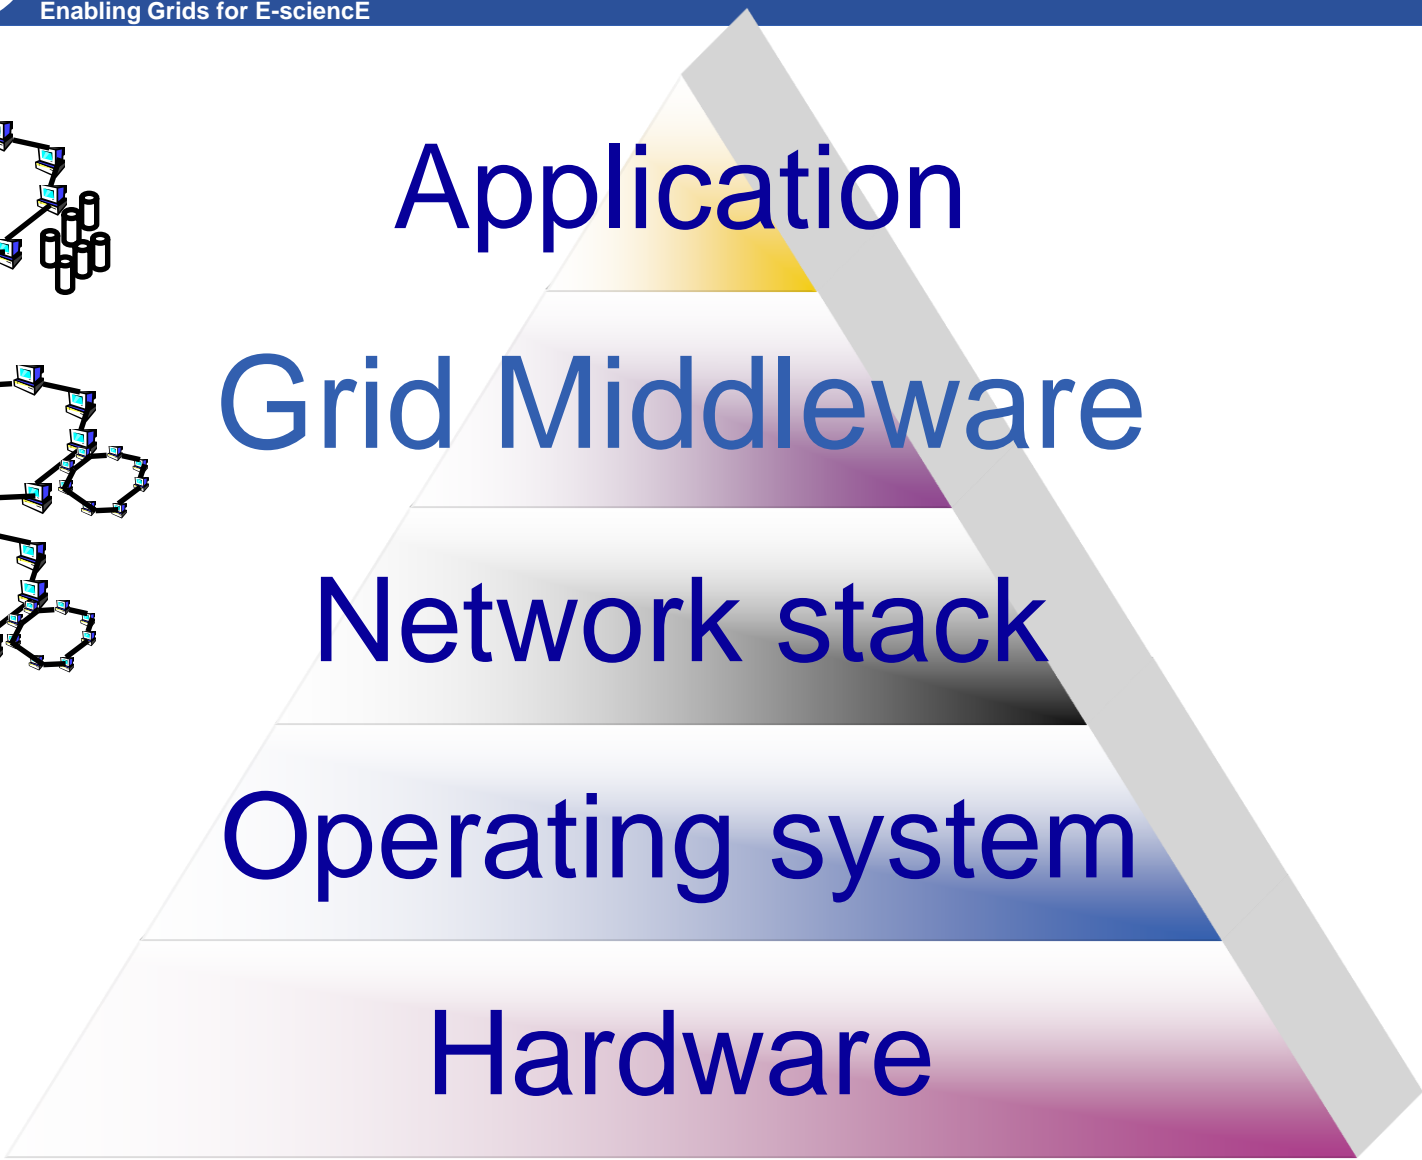 Enabling Grids for E-sciencE
Application
Grid Middleware
Network stack
Operating system
Hardware